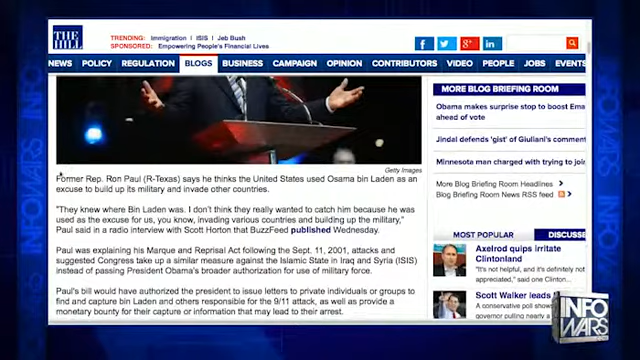 THE HILL
TRENDING: Immigration | ISIS | Jeb Bush
SPONSORED: Empowering People's Financial Lives
f
g+
in
NEWS POLICY REGULATION BLOGS BUSINESS CAMPAIGN OPINION CONTRIBUTORS VIDEO PEOPLE JOBS EVENTS
Getty Images
Former Rep. Ron Paul (R-Texas) says he thinks the United States used Osama bin Laden as an
excuse to build up its military and invade other countries.
"They knew where Bin Laden was. I don't think they really wanted to catch him because he was
used as the excuse for us, you know, invading various countries and building up the military,"
Paul said in a radio interview with Scott Horton that BuzzFeed published Wednesday.
Paul was explaining his Marque and Reprisal Act following the Sept. 11, 2001, attacks and
suggested Congress take up a similar measure against the Islamic State in Iraq and Syria (ISIS)
instead of passing President Obama's broader authorization for use of military force.
Paul's bill would have authorized the president to issue letters to private individuals or groups to
find and capture bin Laden and others responsible for the 9/11 attack, as well as provide a
monetary bounty for their capture or information that may lead to their arrest.
MORE BLOG BRIEFING ROOM
Obama makes surprise stop to boost Ema
ahead of vote
Jindal defends 'gist' of Giuliani's comment
Minnesota man charged with trying to join
More Blog Briefing Room Headlines
Blog Briefing Room News RSS feed
MOST POPULAR DISCUSSE
Axelrod quips irritate
Clintonland
"It's not helpful, and it's definitely not
appreciated," said one Clinton...
Scott Walker leads
A conservative poll shows
governor pulling nearly a
INFO
WARS
INFOWARS